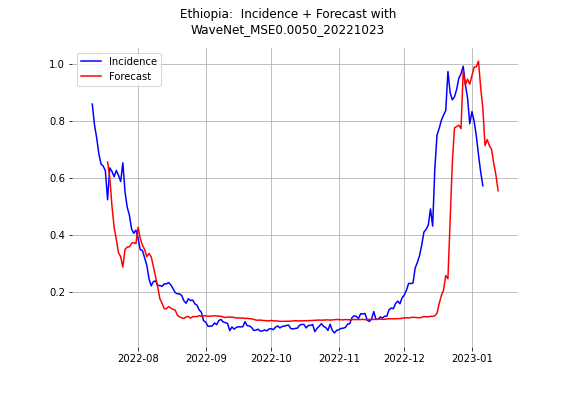 Ethiopia:  Incidence + Forecast with
WaveNet_MSE0.0050_20221023
Incidence
Forecast
1.0
0.8
0.6
0.4
0.2
2022-08
2022-09
2022-10
2022-11
2022-12
2023-01